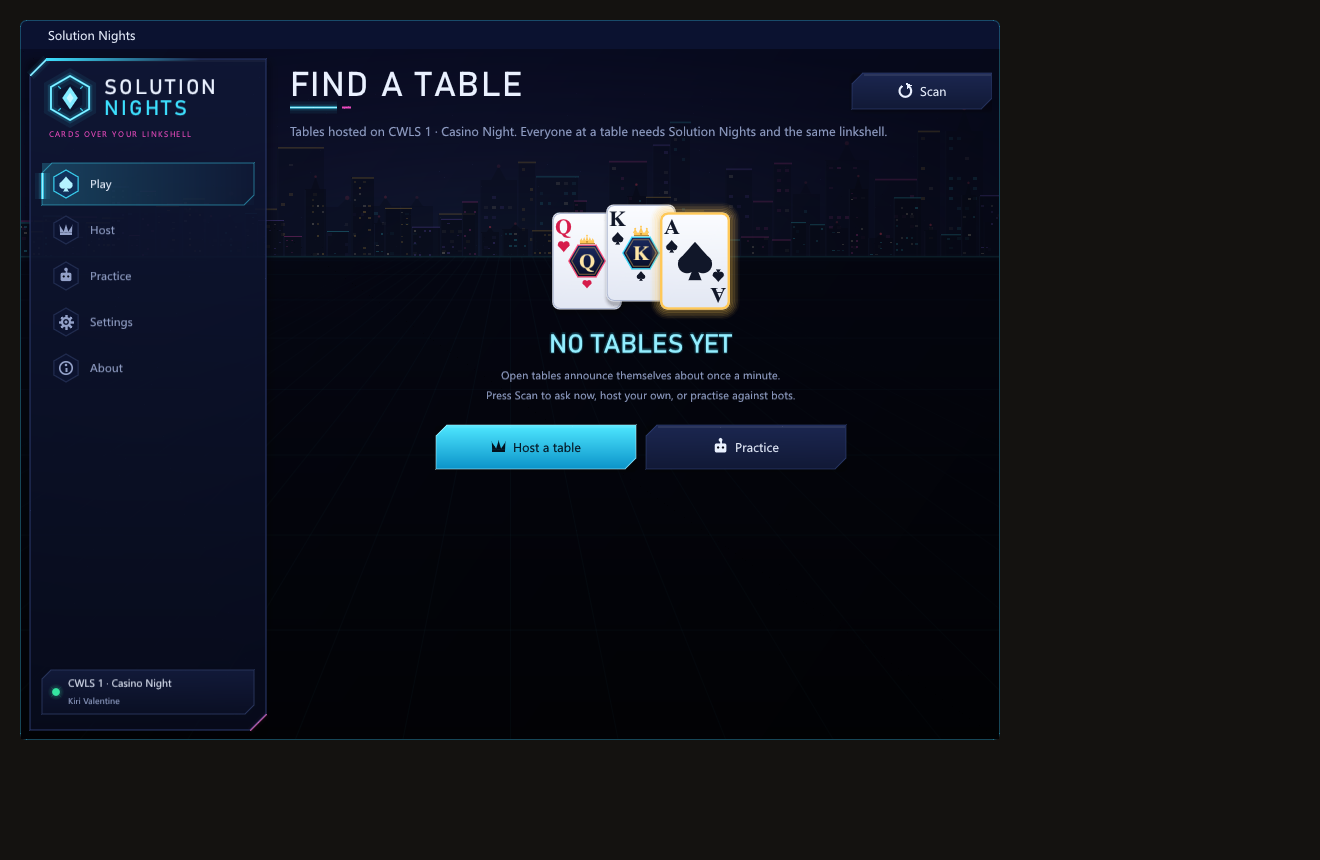 Solution Nights
SOLUTION
NIGHTS
CARDS OVER YOUR LINKSHELL
Play
Host
Practice
Settings
About
CWLS 1 · Casino Night
Kiri Valentine
FIND A TABLE
Scan
Tables hosted on CWLS 1 · Casino Night. Everyone at a table needs Solution Nights and the same linkshell.
Q
Q
K
K
A
A
NO TABLES YET
Open tables announce themselves about once a minute.
Press Scan to ask now, host your own, or practise against bots.
Host a table
Practice